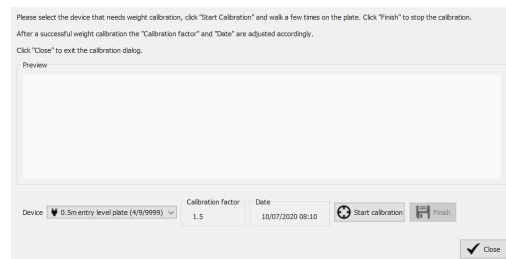 Please select the device that needs weight calibration, click "Start Calibration" and walk a few times on the plate. Click "Finish" to stop the calibration.
After a successful weight calibration the "Calibration factor" and "Date" are adjusted accordingly.
Click "Close" to exit the calibration dialog.
Preview
Calibration factor Date
Device 0.5m entry level plate (4/9/9999) 1.5 10/07/2020 08:10 Start calibration Finish
Close